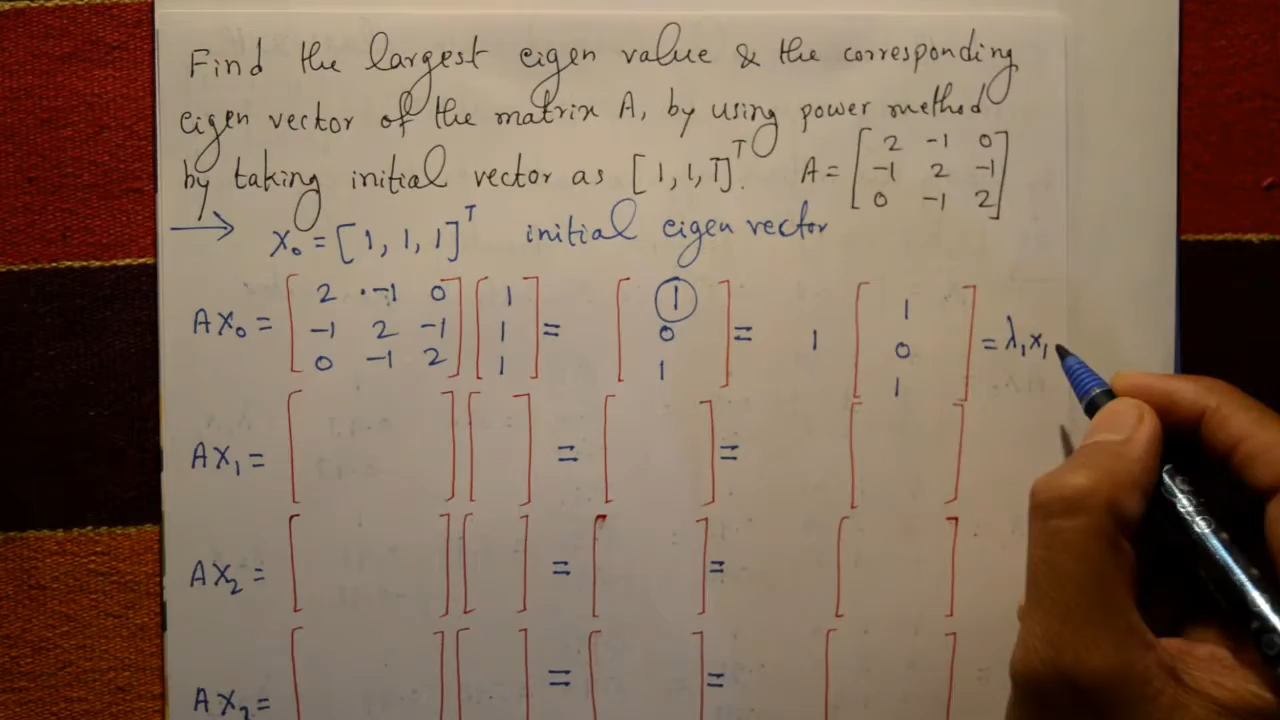 Find the largest eigen value & the corresponding
eigen vector of the matrix A, by using power method
by taking initial vector as [1,1,1]ᵀ. A = [2 -1 0
-1 2 -1
0 -1 2]
→ X₀ = [1, 1, 1]ᵀ initial eigen vector
AX₀ = [2 -1 0 ; -1 2 -1 ; 0 -1 2] [1 ; 1 ; 1] = [1 ; 0 ; 1] = 1 [1 ; 0 ; 1] = λ₁x₁
AX₁ = [ ] [ ] = [ ] = [ ]
AX₂ = [ ] [ ] = [ ] = [ ]
AX₃ = [ ] [ ] = [ ] = [ ]